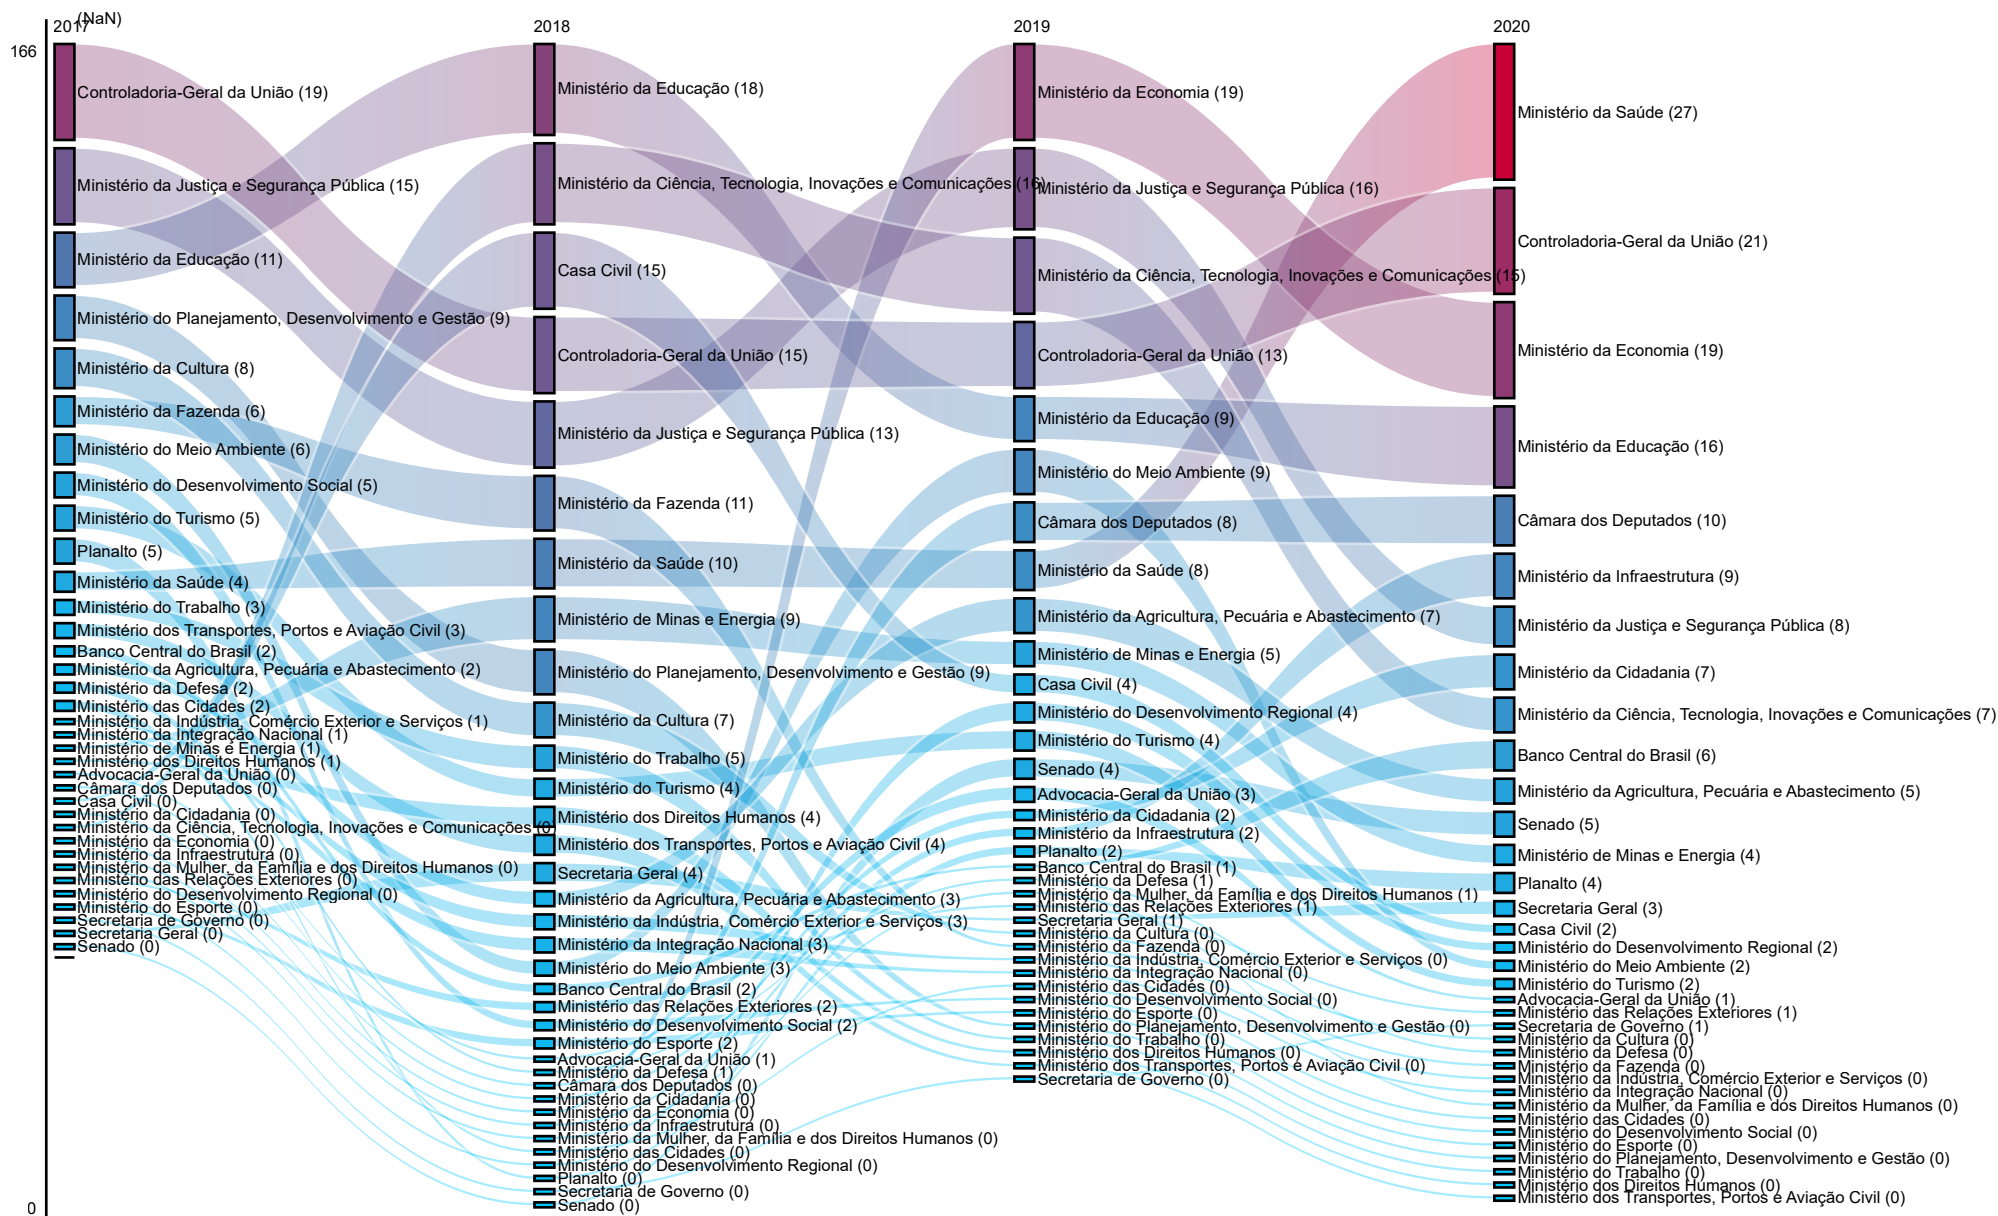 (NaN)
2017
2018
2019
2020
166
0
Controladoria-Geral da União (19)
Ministério da Justiça e Segurança Pública (15)
Ministério da Educação (11)
Ministério do Planejamento, Desenvolvimento e Gestão (9)
Ministério da Cultura (8)
Ministério da Fazenda (6)
Ministério do Meio Ambiente (6)
Ministério do Desenvolvimento Social (5)
Ministério do Turismo (5)
Planalto (5)
Ministério da Saúde (4)
Ministério do Trabalho (3)
Ministério dos Transportes, Portos e Aviação Civil (3)
Banco Central do Brasil (2)
Ministério da Agricultura, Pecuária e Abastecimento (2)
Ministério da Defesa (2)
Ministério das Cidades (2)
Ministério da Indústria, Comércio Exterior e Serviços (1)
Ministério da Integração Nacional (1)
Ministério de Minas e Energia (1)
Ministério dos Direitos Humanos (1)
Advocacia-Geral da União (0)
Câmara dos Deputados (0)
Casa Civil (0)
Ministério da Cidadania (0)
Ministério da Ciência, Tecnologia, Inovações e Comunicações (0)
Ministério da Economia (0)
Ministério da Infraestrutura (0)
Ministério da Mulher, da Família e dos Direitos Humanos (0)
Ministério das Relações Exteriores (0)
Ministério do Desenvolvimento Regional (0)
Ministério do Esporte (0)
Secretaria de Governo (0)
Secretaria Geral (0)
Senado (0)
Ministério da Educação (18)
Ministério da Ciência, Tecnologia, Inovações e Comunicações (16)
Casa Civil (15)
Controladoria-Geral da União (15)
Ministério da Justiça e Segurança Pública (13)
Ministério da Fazenda (11)
Ministério da Saúde (10)
Ministério de Minas e Energia (9)
Ministério do Planejamento, Desenvolvimento e Gestão (9)
Ministério da Cultura (7)
Ministério do Trabalho (5)
Ministério do Turismo (4)
Ministério dos Direitos Humanos (4)
Ministério dos Transportes, Portos e Aviação Civil (4)
Secretaria Geral (4)
Ministério da Agricultura, Pecuária e Abastecimento (3)
Ministério da Indústria, Comércio Exterior e Serviços (3)
Ministério da Integração Nacional (3)
Ministério do Meio Ambiente (3)
Banco Central do Brasil (2)
Ministério das Relações Exteriores (2)
Ministério do Desenvolvimento Social (2)
Ministério do Esporte (2)
Advocacia-Geral da União (1)
Ministério da Defesa (1)
Câmara dos Deputados (0)
Ministério da Cidadania (0)
Ministério da Economia (0)
Ministério da Infraestrutura (0)
Ministério da Mulher, da Família e dos Direitos Humanos (0)
Ministério das Cidades (0)
Ministério do Desenvolvimento Regional (0)
Planalto (0)
Secretaria de Governo (0)
Senado (0)
Ministério da Economia (19)
Ministério da Justiça e Segurança Pública (16)
Ministério da Ciência, Tecnologia, Inovações e Comunicações (15)
Controladoria-Geral da União (13)
Ministério da Educação (9)
Ministério do Meio Ambiente (9)
Câmara dos Deputados (8)
Ministério da Saúde (8)
Ministério da Agricultura, Pecuária e Abastecimento (7)
Ministério de Minas e Energia (5)
Casa Civil (4)
Ministério do Desenvolvimento Regional (4)
Ministério do Turismo (4)
Senado (4)
Advocacia-Geral da União (3)
Ministério da Cidadania (2)
Ministério da Infraestrutura (2)
Planalto (2)
Banco Central do Brasil (1)
Ministério da Defesa (1)
Ministério da Mulher, da Família e dos Direitos Humanos (1)
Ministério das Relações Exteriores (1)
Secretaria Geral (1)
Ministério da Cultura (0)
Ministério da Fazenda (0)
Ministério da Indústria, Comércio Exterior e Serviços (0)
Ministério da Integração Nacional (0)
Ministério das Cidades (0)
Ministério do Desenvolvimento Social (0)
Ministério do Esporte (0)
Ministério do Planejamento, Desenvolvimento e Gestão (0)
Ministério do Trabalho (0)
Ministério dos Direitos Humanos (0)
Ministério dos Transportes, Portos e Aviação Civil (0)
Secretaria de Governo (0)
Ministério da Saúde (27)
Controladoria-Geral da União (21)
Ministério da Economia (19)
Ministério da Educação (16)
Câmara dos Deputados (10)
Ministério da Infraestrutura (9)
Ministério da Justiça e Segurança Pública (8)
Ministério da Cidadania (7)
Ministério da Ciência, Tecnologia, Inovações e Comunicações (7)
Banco Central do Brasil (6)
Ministério da Agricultura, Pecuária e Abastecimento (5)
Senado (5)
Ministério de Minas e Energia (4)
Planalto (4)
Secretaria Geral (3)
Casa Civil (2)
Ministério do Desenvolvimento Regional (2)
Ministério do Meio Ambiente (2)
Ministério do Turismo (2)
Advocacia-Geral da União (1)
Ministério das Relações Exteriores (1)
Secretaria de Governo (1)
Ministério da Cultura (0)
Ministério da Defesa (0)
Ministério da Fazenda (0)
Ministério da Indústria, Comércio Exterior e Serviços (0)
Ministério da Integração Nacional (0)
Ministério da Mulher, da Família e dos Direitos Humanos (0)
Ministério das Cidades (0)
Ministério do Desenvolvimento Social (0)
Ministério do Esporte (0)
Ministério do Planejamento, Desenvolvimento e Gestão (0)
Ministério do Trabalho (0)
Ministério dos Direitos Humanos (0)
Ministério dos Transportes, Portos e Aviação Civil (0)